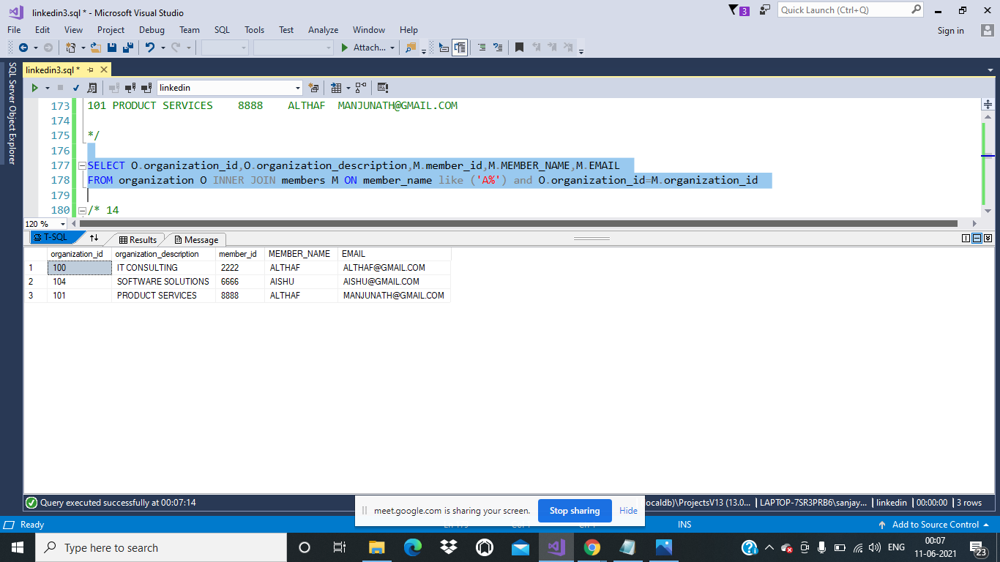 linkedin3.sql * - Microsoft Visual Studio
3
Quick Launch (Ctrl+Q)
File Edit View Project Debug Team SQL Tools Test Analyze Window Help
Sign in
Attach...
SQL Server Object Explorer
linkedin3.sql *
linkedin
173 101 PRODUCT SERVICES 8888 ALTHAF MANJUNATH@GMAIL.COM
174
175 */
176
177 SELECT O.organization_id,O.organization_description,M.member_id,M.MEMBER_NAME,M.EMAIL
178 FROM organization O INNER JOIN members M ON member_name like ('A%') and O.organization_id=M.organization_id
179
180 /* 14
120 %
T-SQL Results Message
organization_id organization_description member_id MEMBER_NAME EMAIL
1 100 IT CONSULTING 2222 ALTHAF ALTHAF@GMAIL.COM
2 104 SOFTWARE SOLUTIONS 6666 AISHU AISHU@GMAIL.COM
3 101 PRODUCT SERVICES 8888 ALTHAF MANJUNATH@GMAIL.COM
Query executed successfully at 00:07:14
meet.google.com is sharing your screen. Stop sharing Hide
ocaldb)\ProjectsV13 (13.0... LAPTOP-7SR3PRB6\sanjay... linkedin 00:00:00 3 rows
Ready
INS
Add to Source Control
Type here to search
ENG
00:07
11-06-2021
23